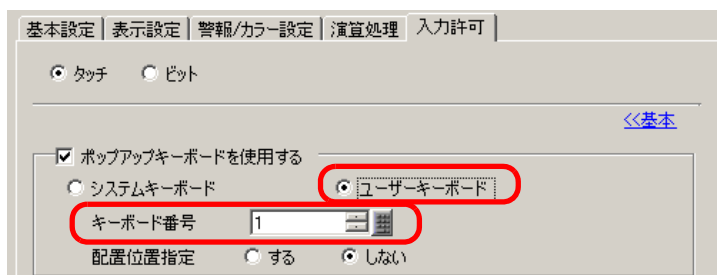 基本設定 表示設定 警報/カラー設定 演算処理 入力許可
タッチ ビット
<<基本
ポップアップキーボードを使用する
システムキーボード ユーザーキーボード
キーボード番号 1
配置位置指定 する しない